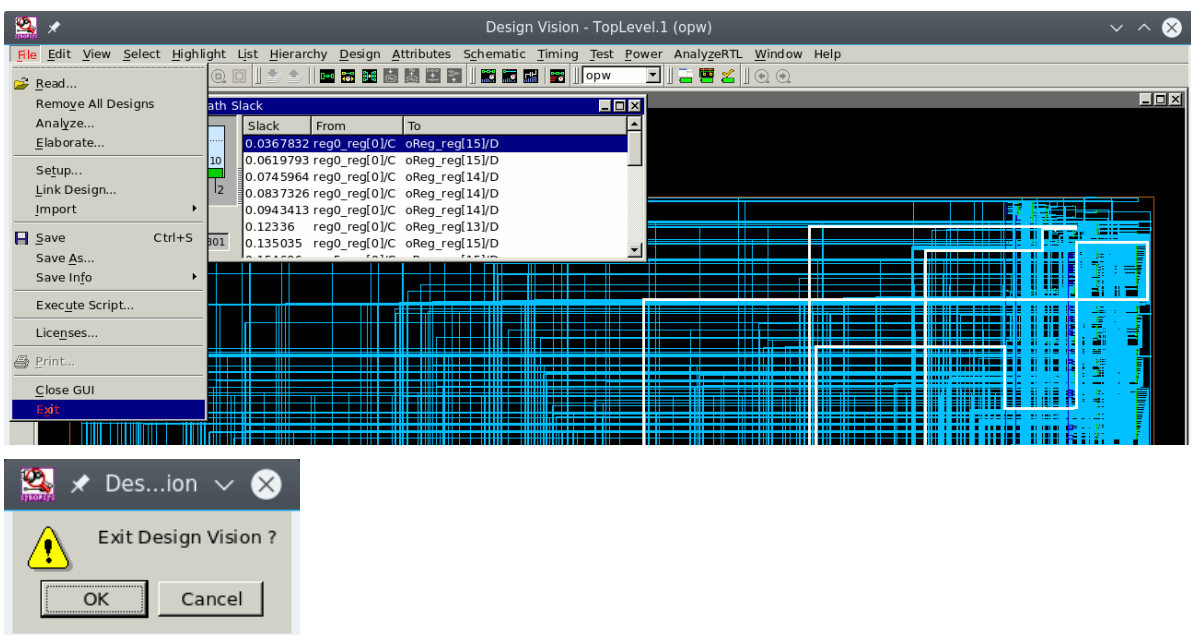 Design Vision - TopLevel.1 (opw)
File Edit View Select Highlight List Hierarchy Design Attributes Schematic Timing Test Power AnalyzeRTL Window Help
opw
Read...
Remove All Designs
Analyze...
Elaborate...
Setup...
Link Design...
Import
Save Ctrl+S
Save As...
Save Info
Execute Script...
Licenses...
Print...
Close GUI
Exit
ath Slack
10
2
301
Slack From To
0.0367832 reg0_reg[0]/C oReg_reg[15]/D
0.0619793 reg0_reg[0]/C oReg_reg[15]/D
0.0745964 reg0_reg[0]/C oReg_reg[14]/D
0.0837326 reg0_reg[0]/C oReg_reg[14]/D
0.0943413 reg0_reg[0]/C oReg_reg[14]/D
0.12336 reg0_reg[0]/C oReg_reg[13]/D
0.135035 reg0_reg[0]/C oReg_reg[15]/D
SYNOPSYS
Des...ion
Exit Design Vision ?
OK Cancel